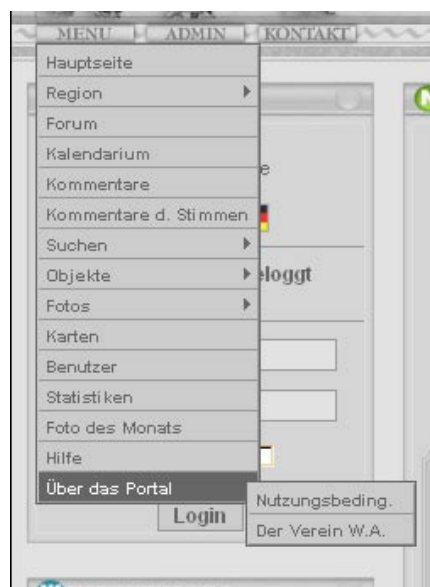 MENU ADMIN KONTAKT
Hauptseite
Region
Forum
Kalendarium
Kommentare
Kommentare d. Stimmen
Suchen
Objekte
eloggt
Fotos
Karten
Benutzer
Statistiken
Foto des Monats
Hilfe
Über das Portal
Nutzungsbeding.
Login
Der Verein W.A.